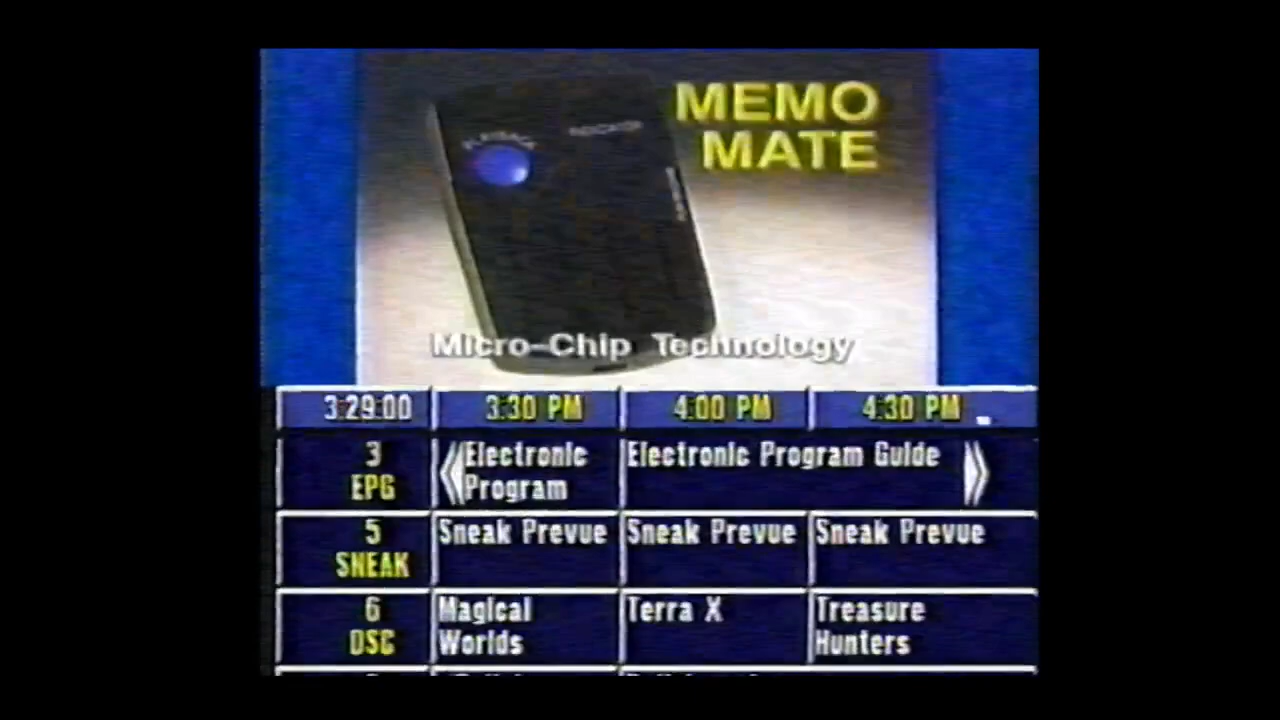 MEMO
MATE
PLAYBACK
RECORD
Micro-Chip Technology
3:29:00 3:30 PM 4:00 PM 4:30 PM
3 Electronic Electronic Program Guide
EPG Program
5 Sneak Prevue Sneak Prevue Sneak Prevue
SNEAK
6 Magical Terra X Treasure
DSC Worlds Hunters